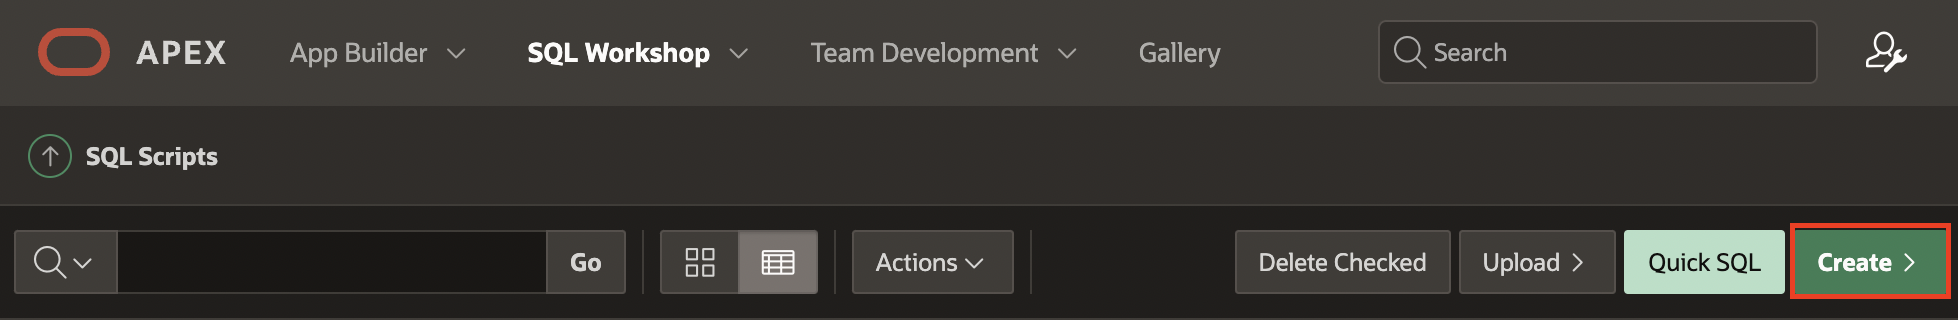 APEX App Builder SQL Workshop Team Development Gallery Search
SQL Scripts
Go Actions Delete Checked Upload Quick SQL Create